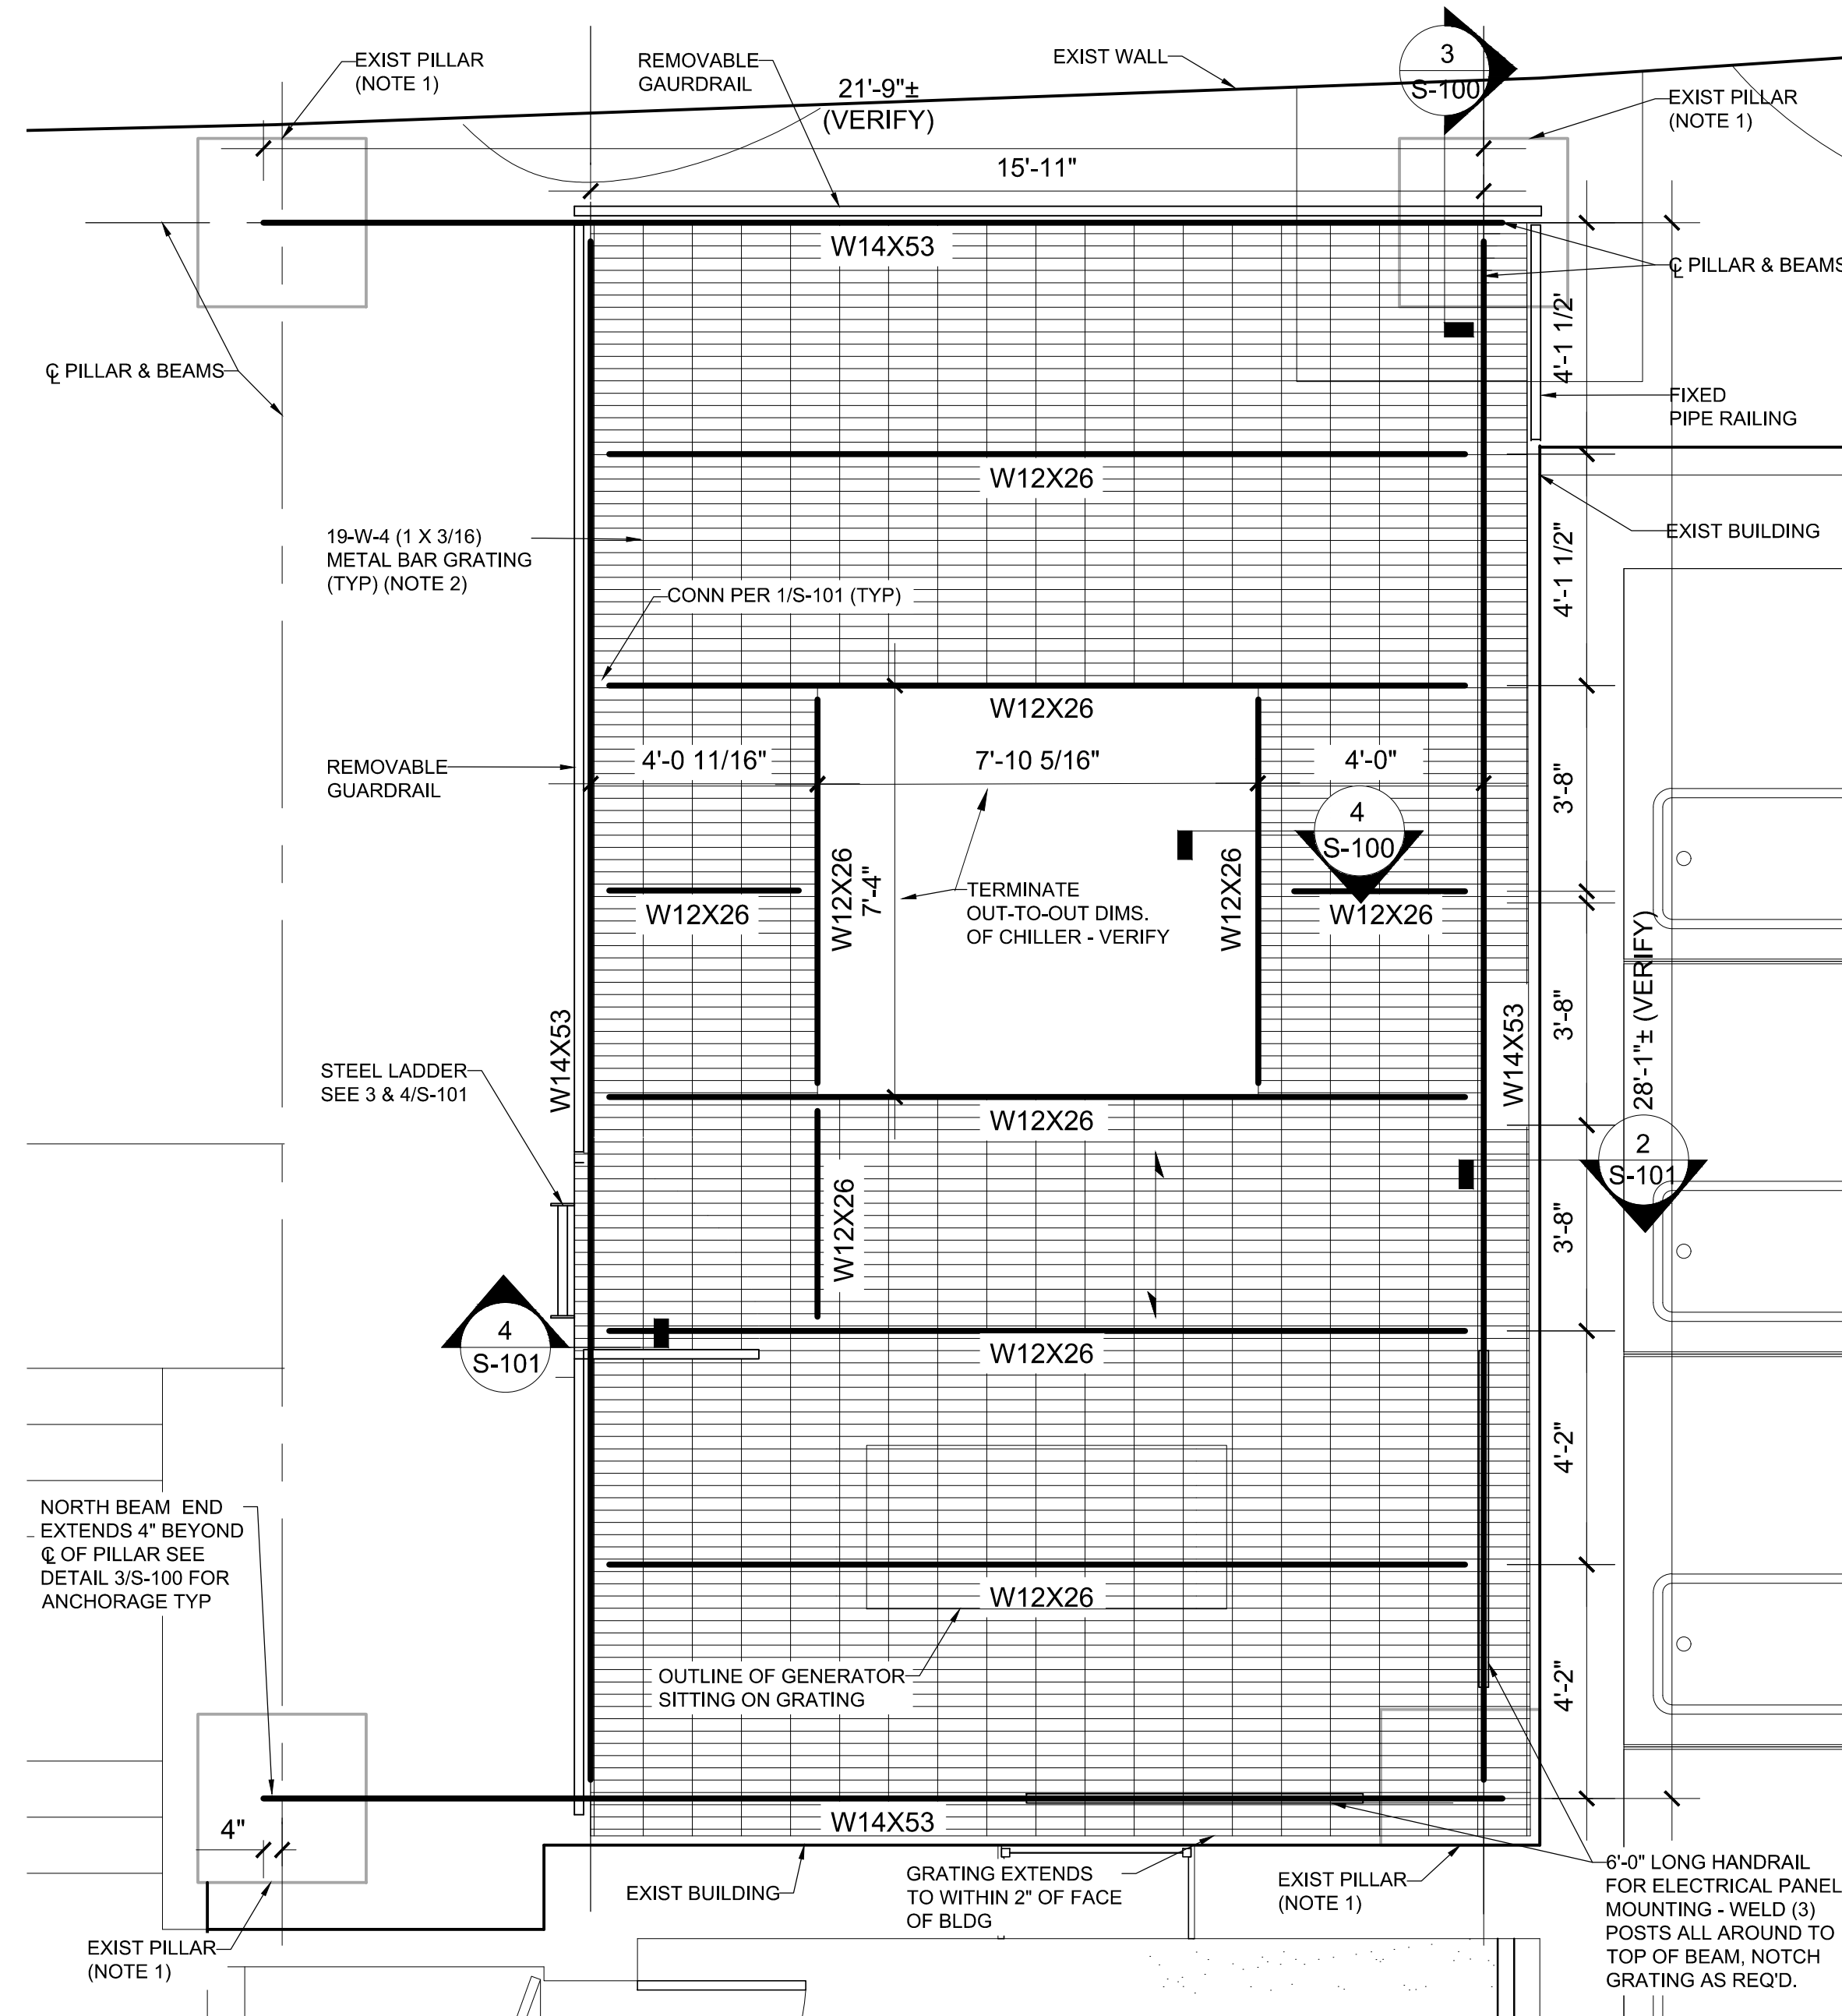 EXIST PILLAR
(NOTE 1)
REMOVABLE
GAURDRAIL
21'-9"±
(VERIFY)
EXIST WALL
3
S-100
EXIST PILLAR
(NOTE 1)
15'-11"
W14X53
℄ PILLAR & BEAMS
4'-1 1/2'
℄ PILLAR & BEAMS
FIXED
PIPE RAILING
W12X26
19-W-4 (1 X 3/16)
METAL BAR GRATING
(TYP) (NOTE 2)
EXIST BUILDING
4'-1 1/2"
CONN PER 1/S-101 (TYP)
W12X26
REMOVABLE
GUARDRAIL
4'-0 11/16"
7'-10 5/16"
4'-0"
3'-8"
4
S-100
W12X26
7'-4"
W12X26
TERMINATE
OUT-TO-OUT DIMS.
OF CHILLER - VERIFY
W12X26
W12X26
28'-1"± (VERIFY)
3'-8"
W14X53
W14X53
STEEL LADDER
SEE 3 & 4/S-101
W12X26
2
S-101
W12X26
3'-8"
4
S-101
W12X26
4'-2"
NORTH BEAM END
EXTENDS 4" BEYOND
℄ OF PILLAR SEE
DETAIL 3/S-100 FOR
ANCHORAGE TYP
W12X26
OUTLINE OF GENERATOR
SITTING ON GRATING
4'-2"
4"
W14X53
EXIST BUILDING
GRATING EXTENDS
TO WITHIN 2" OF FACE
OF BLDG
EXIST PILLAR
(NOTE 1)
6'-0" LONG HANDRAIL
FOR ELECTRICAL PANEL
MOUNTING - WELD (3)
POSTS ALL AROUND TO
TOP OF BEAM, NOTCH
GRATING AS REQ'D.
EXIST PILLAR
(NOTE 1)